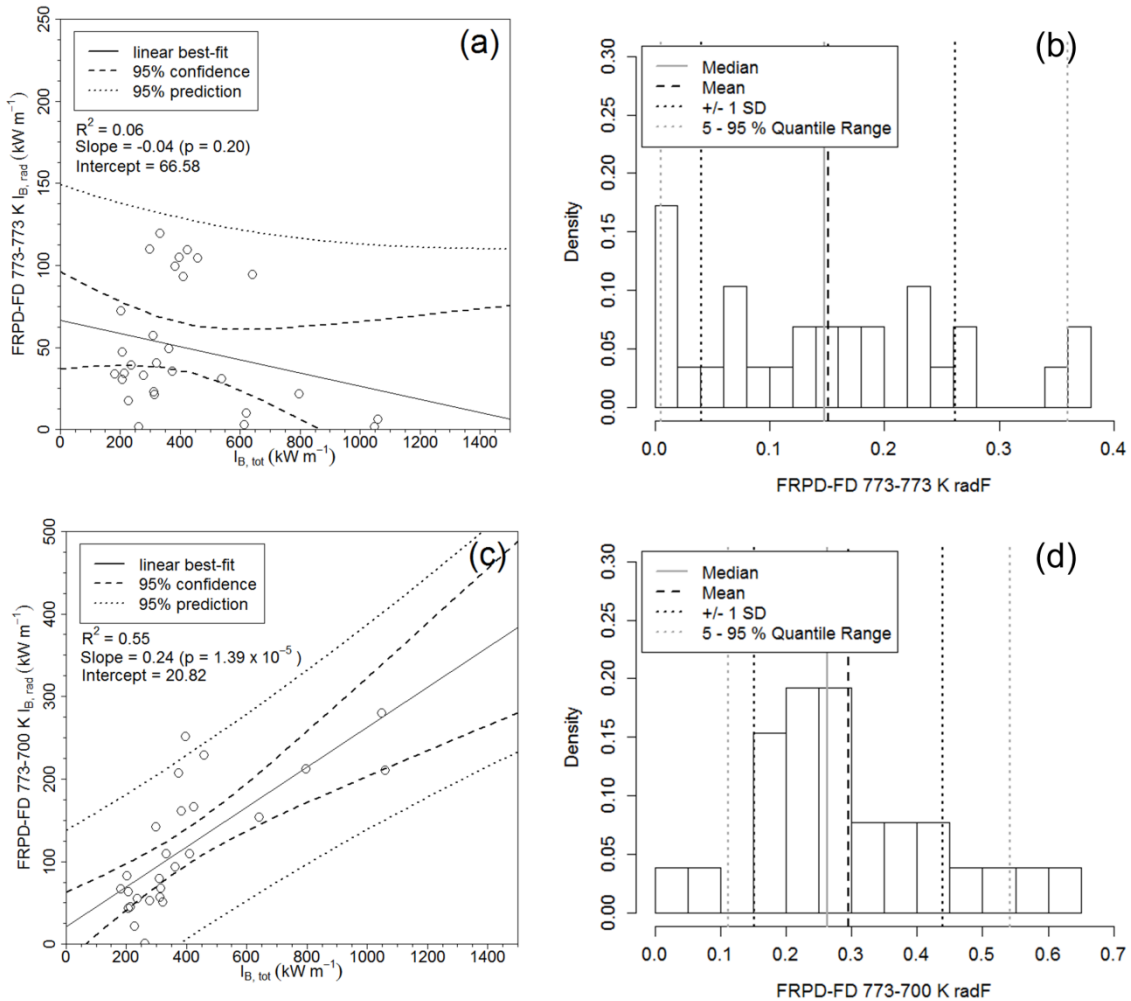 (a)
linear best-fit
95% confidence
95% prediction
R² = 0.06
Slope = -0.04 (p = 0.20)
Intercept = 66.58
FRPD-FD 773-773 K I_B, rad (kW m⁻¹)
0 50 100 150 200 250
0 200 400 600 800 1000 1200 1400
I_B, tot (kW m⁻¹)
(b)
Median
Mean
+/- 1 SD
5 - 95 % Quantile Range
Density
0.00 0.05 0.10 0.15 0.20 0.30
0.0 0.1 0.2 0.3 0.4
FRPD-FD 773-773 K radF
(c)
linear best-fit
95% confidence
95% prediction
R² = 0.55
Slope = 0.24 (p = 1.39 x 10⁻⁵ )
Intercept = 20.82
FRPD-FD 773-700 K I_B, rad (kW m⁻¹)
0 100 200 300 400 500
0 200 400 600 800 1000 1200 1400
I_B, tot (kW m⁻¹)
(d)
Median
Mean
+/- 1 SD
5 - 95 % Quantile Range
Density
0.00 0.05 0.10 0.15 0.20 0.30
0.0 0.1 0.2 0.3 0.4 0.5 0.6 0.7
FRPD-FD 773-700 K radF